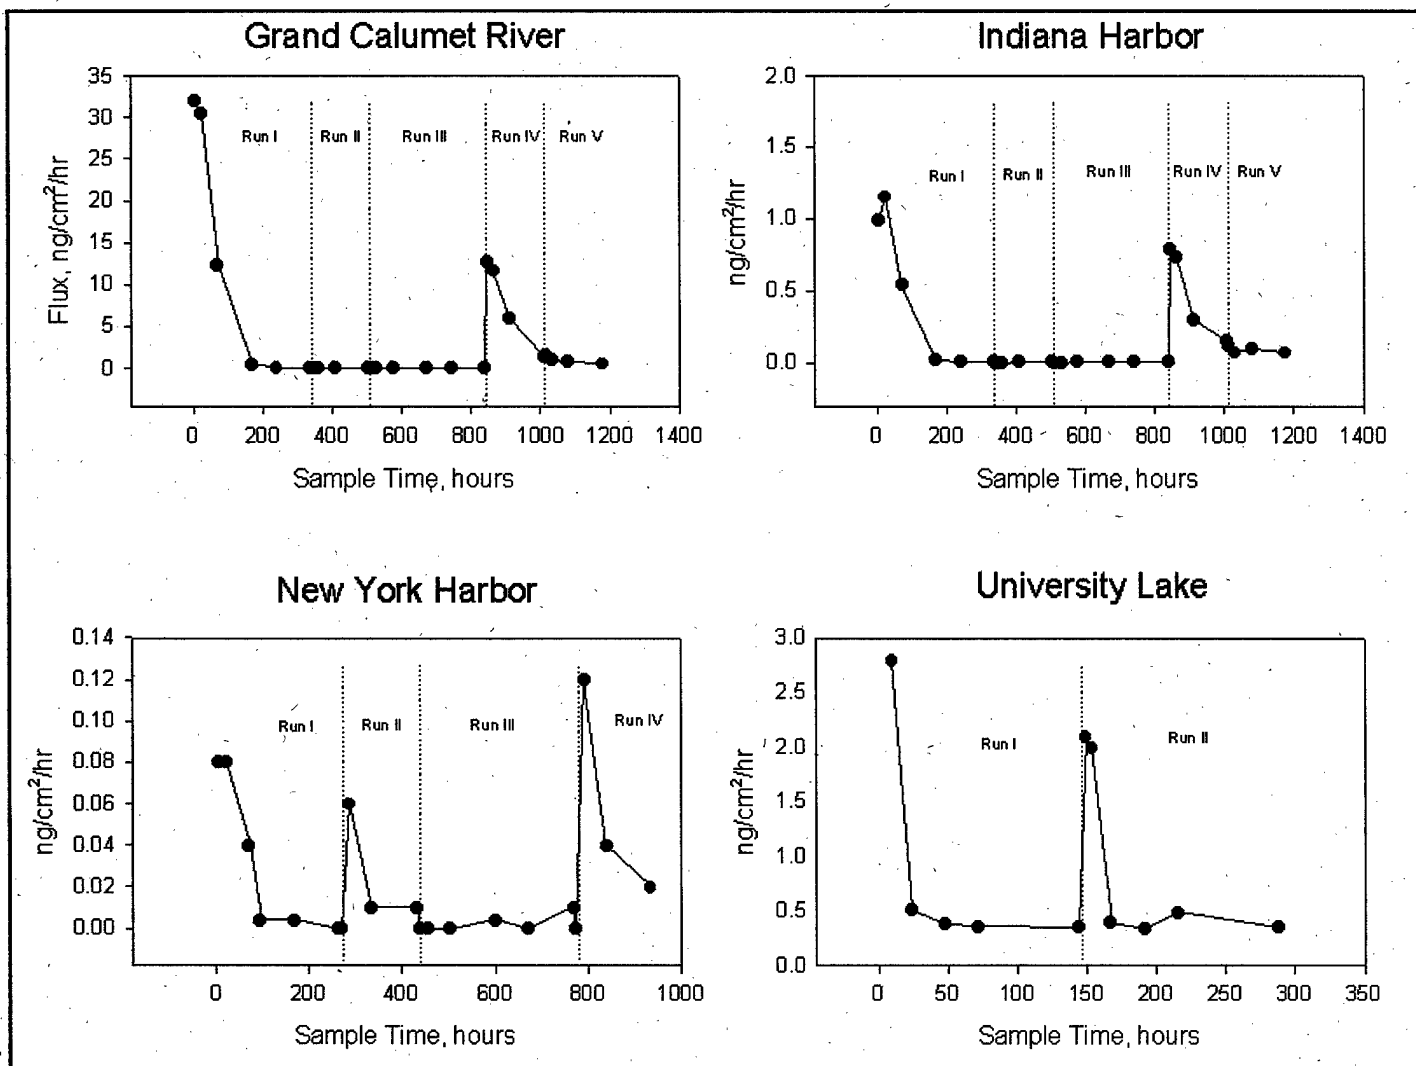 Grand Calumet River
35
30
25
20
15
10
5
0
Flux, ng/cm²/hr
Run I
Run II
Run III
Run IV
Run V
0 200 400 600 800 1000 1200 1400
Sample Time, hours
Indiana Harbor
2.0
1.5
1.0
0.5
0.0
ng/cm²/hr
Run I
Run II
Run III
Run IV
Run V
0 200 400 600 800 1000 1200 1400
Sample Time, hours
New York Harbor
0.14
0.12
0.10
0.08
0.06
0.04
0.02
0.00
ng/cm²/hr
Run I
Run II
Run III
Run IV
0 200 400 600 800 1000
Sample Time, hours
University Lake
3.0
2.5
2.0
1.5
1.0
0.5
0.0
ng/cm²/hr
Run I
Run II
0 50 100 150 200 250 300 350
Sample Time, hours